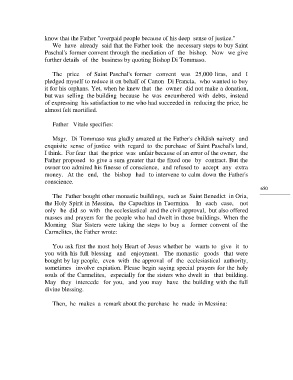 know that the Father "overpaid people because of his deep sense of justice."
We have already said that the Father took the necessary steps to buy Saint
Paschal's former convent through the mediation of the bishop. Now we give
further details of the business by quoting Bishop Di Tommaso.
The price of Saint Paschal's former convent was 25,000 liras, and I
pledged myself to reduce it on behalf of Canon Di Francia, who wanted to buy
it for his orphans. Yet, when he knew that the owner did not make a donation,
but was selling the building because he was encumbered with debts, instead
of expressing his satisfaction to me who had succeeded in reducing the price, he
almost felt mortified.
Father Vitale specifies:
Msgr. Di Tommaso was gladly amazed at the Father's childish naivety and
exquisite sense of justice with regard to the purchase of Saint Paschal's land,
I think. For fear that the price was unfair because of an error of the owner, the
Father proposed to give a sum greater that the fixed one by contract. But the
owner too admired his finesse of conscience, and refused to accept any extra
money. At the end, the bishop had to intervene to calm down the Father's
conscience.
The Father bought other monastic buildings, such as Saint Benedict in Oria,
the Holy Spirit in Messina, the Capuchins in Taormina. In each case, not
only he did so with the ecclesiastical and the civil approval, but also offered
masses and prayers for the people who had dwelt in those buildings. When the
Morning Star Sisters were taking the steps to buy a former convent of the
Carmelites, the Father wrote:
You ask first the most holy Heart of Jesus whether he wants to give it to
you with his full blessing and enjoyment. The monastic goods that were
bought by lay people, even with the approval of the ecclesiastical authority,
sometimes involve expiation. Please begin saying special prayers for the holy
souls of the Carmelites, especially for the sisters who dwelt in that building.
May they intercede for you, and you may have the building with the full
divine blessing.
Then, he makes a remark about the purchase he made in Messina: